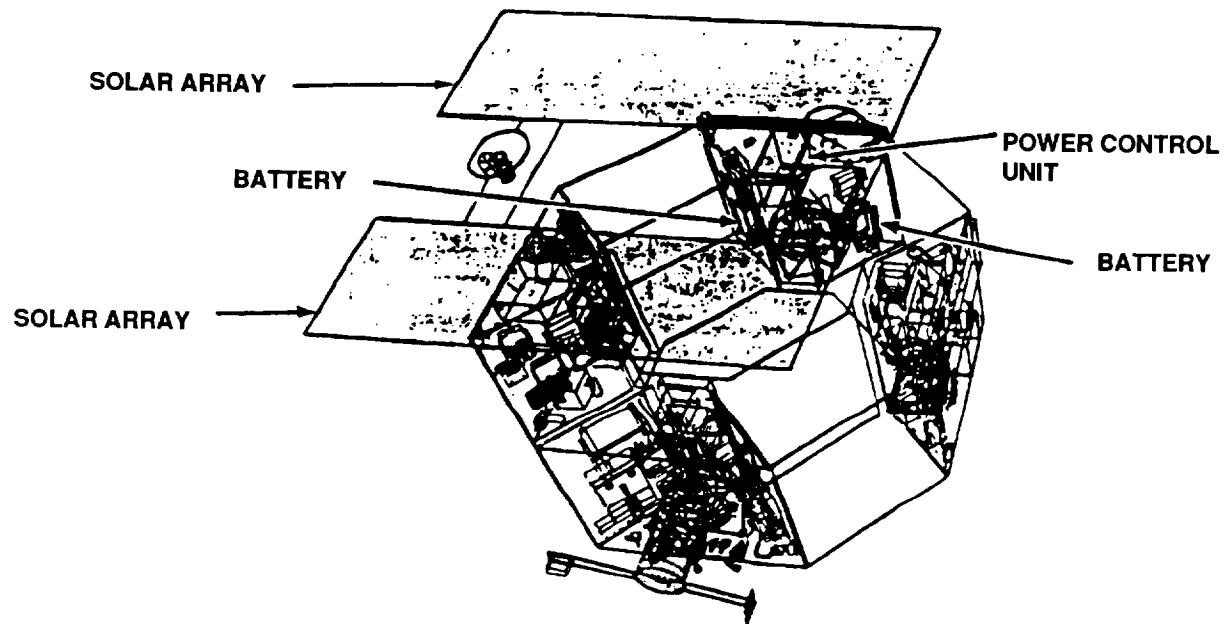 SOLAR ARRAY
POWER CONTROL
UNIT
BATTERY
BATTERY
SOLAR ARRAY